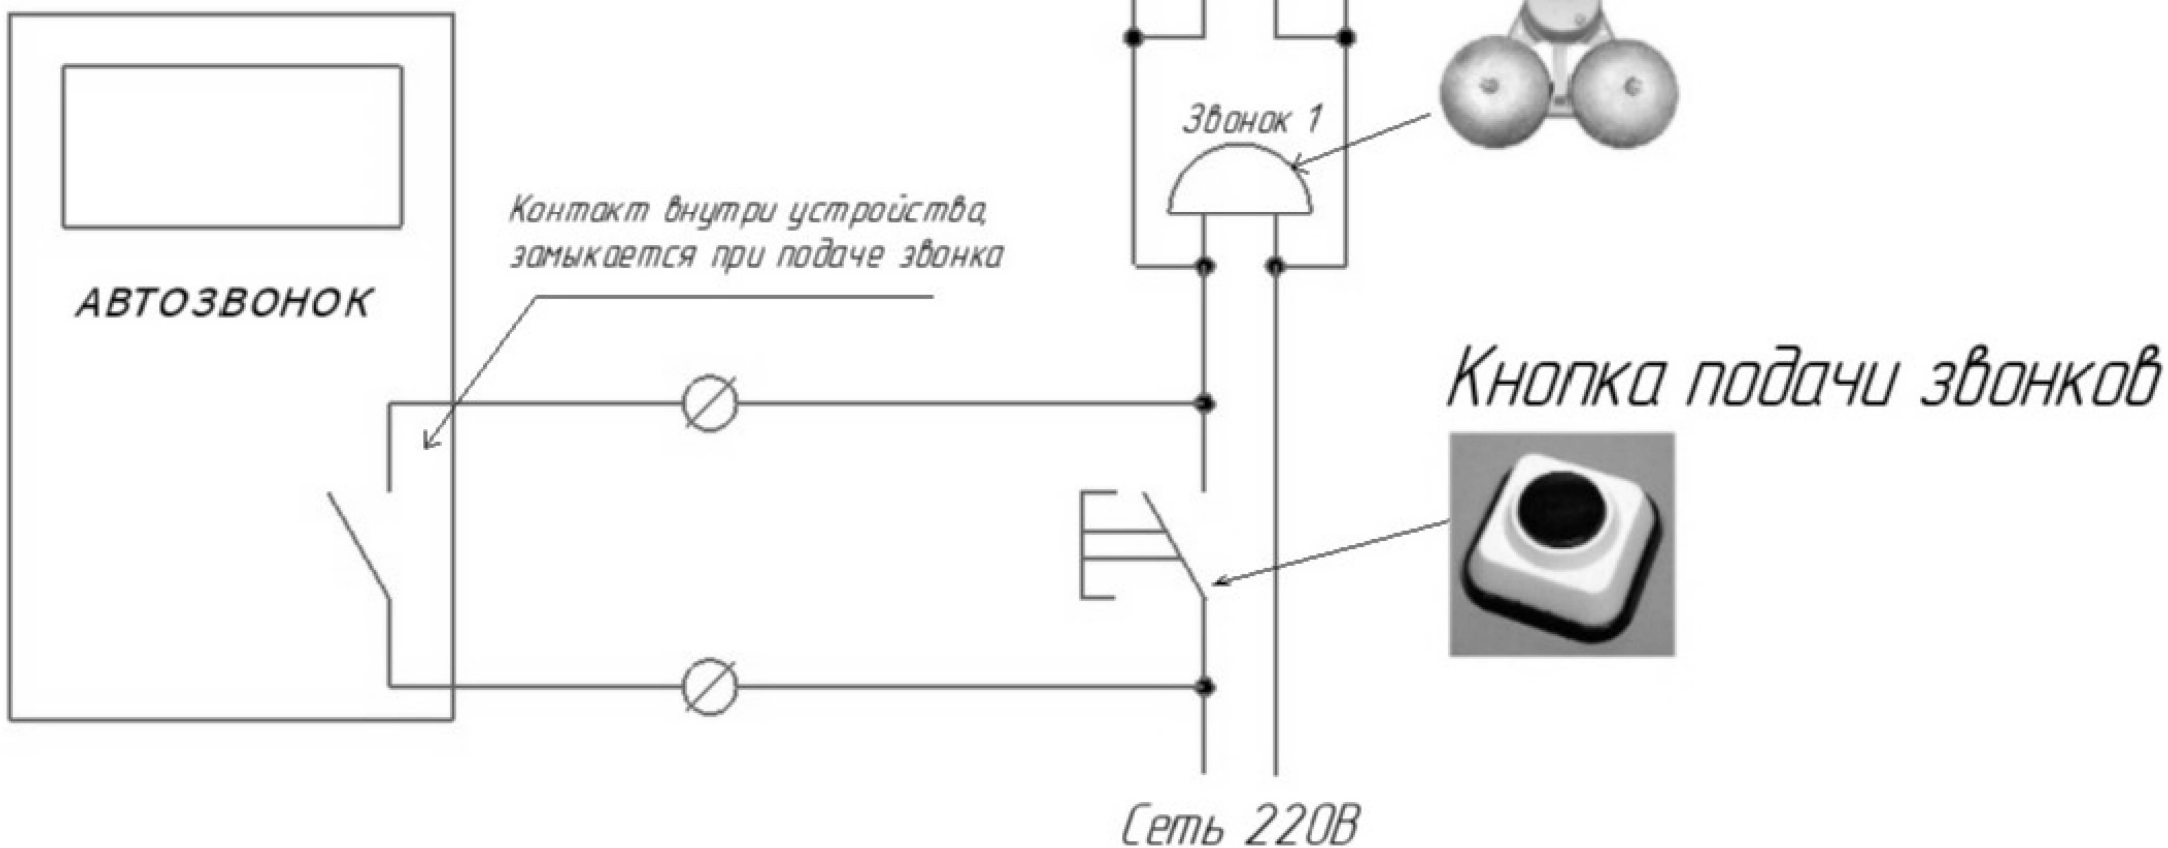 Звонок 1
Контакт внутри устройства,
замыкается при подаче звонка
АВТОЗВОНОК
Кнопка подачи звонков
Сеть 220В